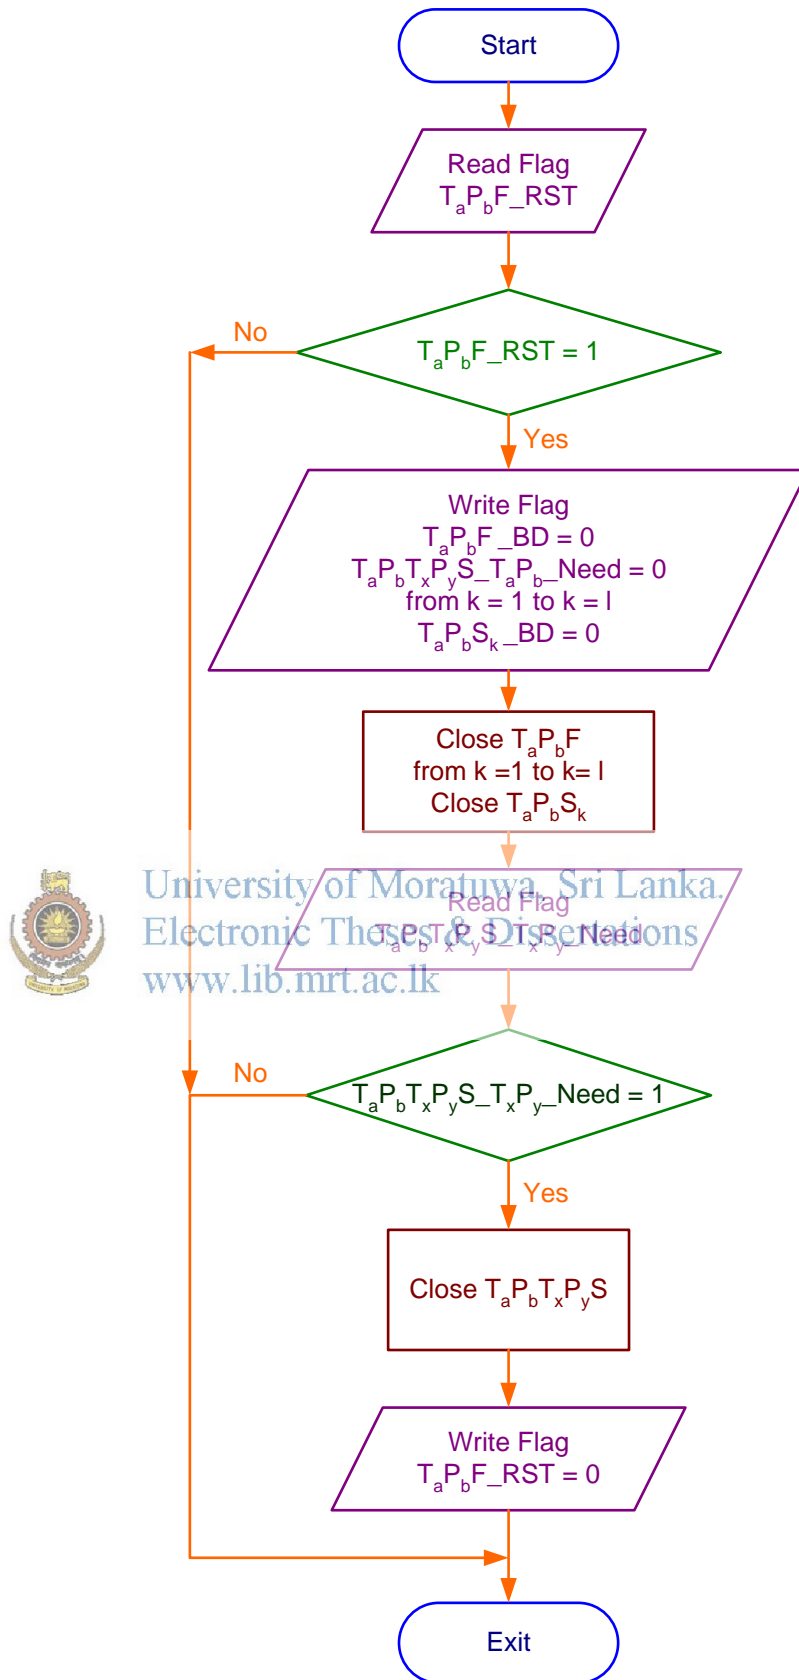 Start
Read Flag
TaPbF_RST
No
TaPbF_RST = 1
Yes
Write Flag
TaPbF_BD = 0
TaPbTxPyS_TaPb_Need = 0
from k = 1 to k = l
TaPbSk_BD = 0
Close TaPbF
from k =1 to k= l
Close TaPbSk
University of Moratuwa, Sri Lanka.
Electronic Theses & Dissertations
www.lib.mrt.ac.lk
Read Flag
TaPbTxPyS_TxPy_Need
No
TaPbTxPyS_TxPy_Need = 1
Yes
Close TaPbTxPyS
Write Flag
TaPbF_RST = 0
Exit